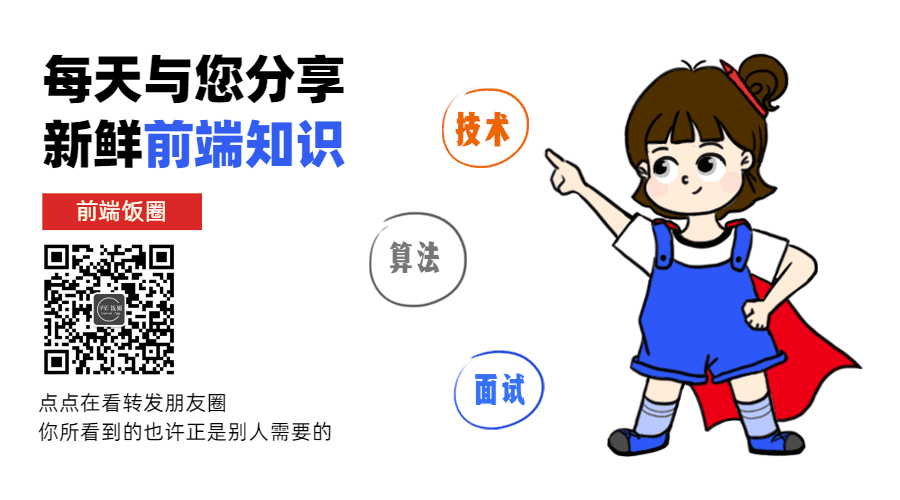 每天与您分享
新鲜前端知识
前端饭圈
点点在看转发朋友圈
你所看到的也许正是别人需要的
技术
算法
面试